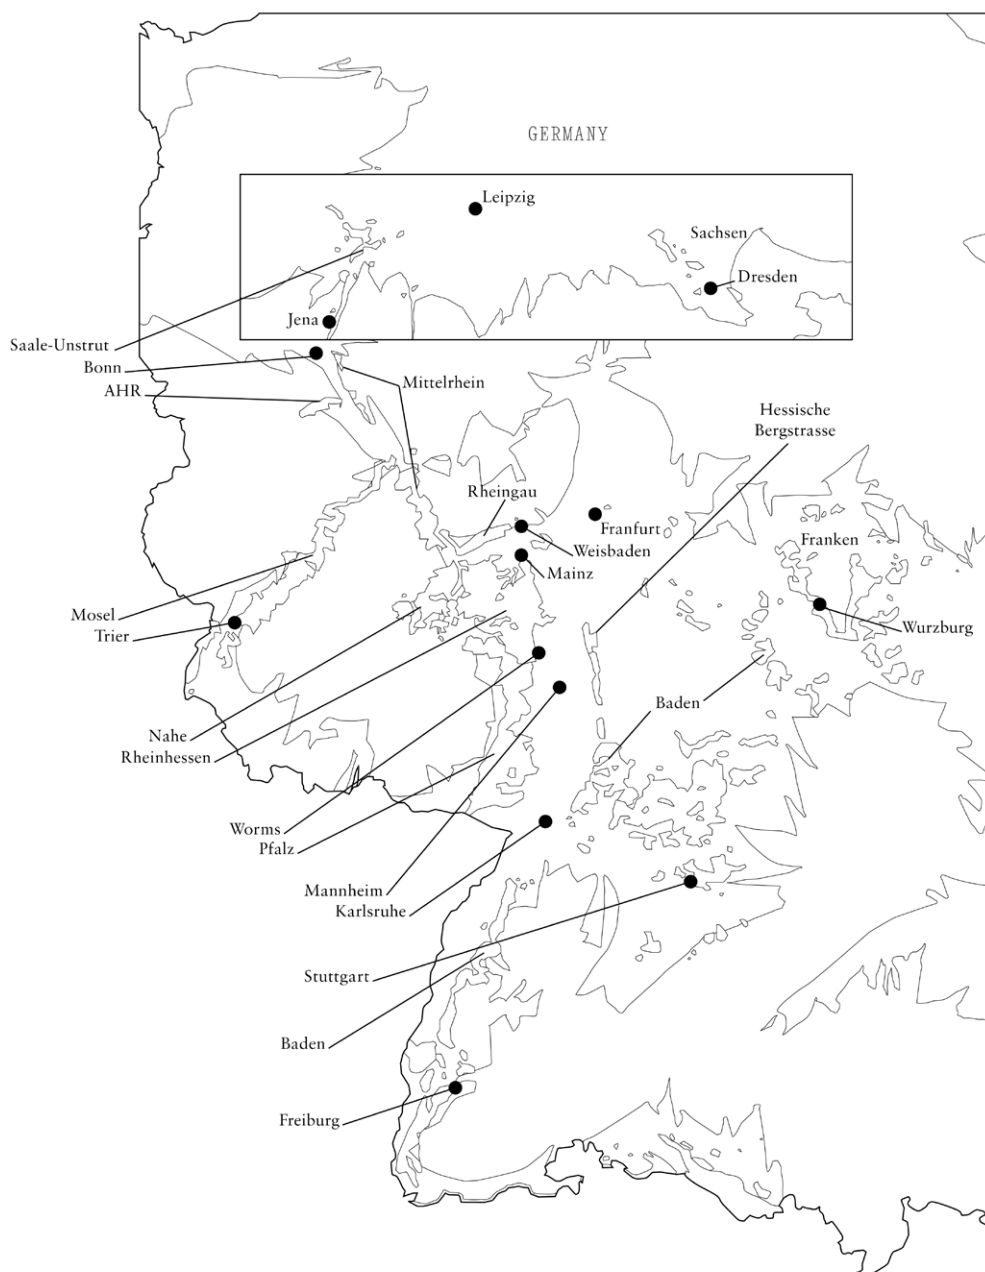 GERMANY
Leipzig
Sachsen
Dresden
Jena
Saale-Unstrut
Bonn
AHR
Mittelrhein
Hessische
Bergstrasse
Rheingau
Franfurt
Weisbaden
Mainz
Franken
Mosel
Trier
Wurzburg
Baden
Nahe
Rheinhessen
Worms
Pfalz
Mannheim
Karlsruhe
Stuttgart
Baden
Freiburg